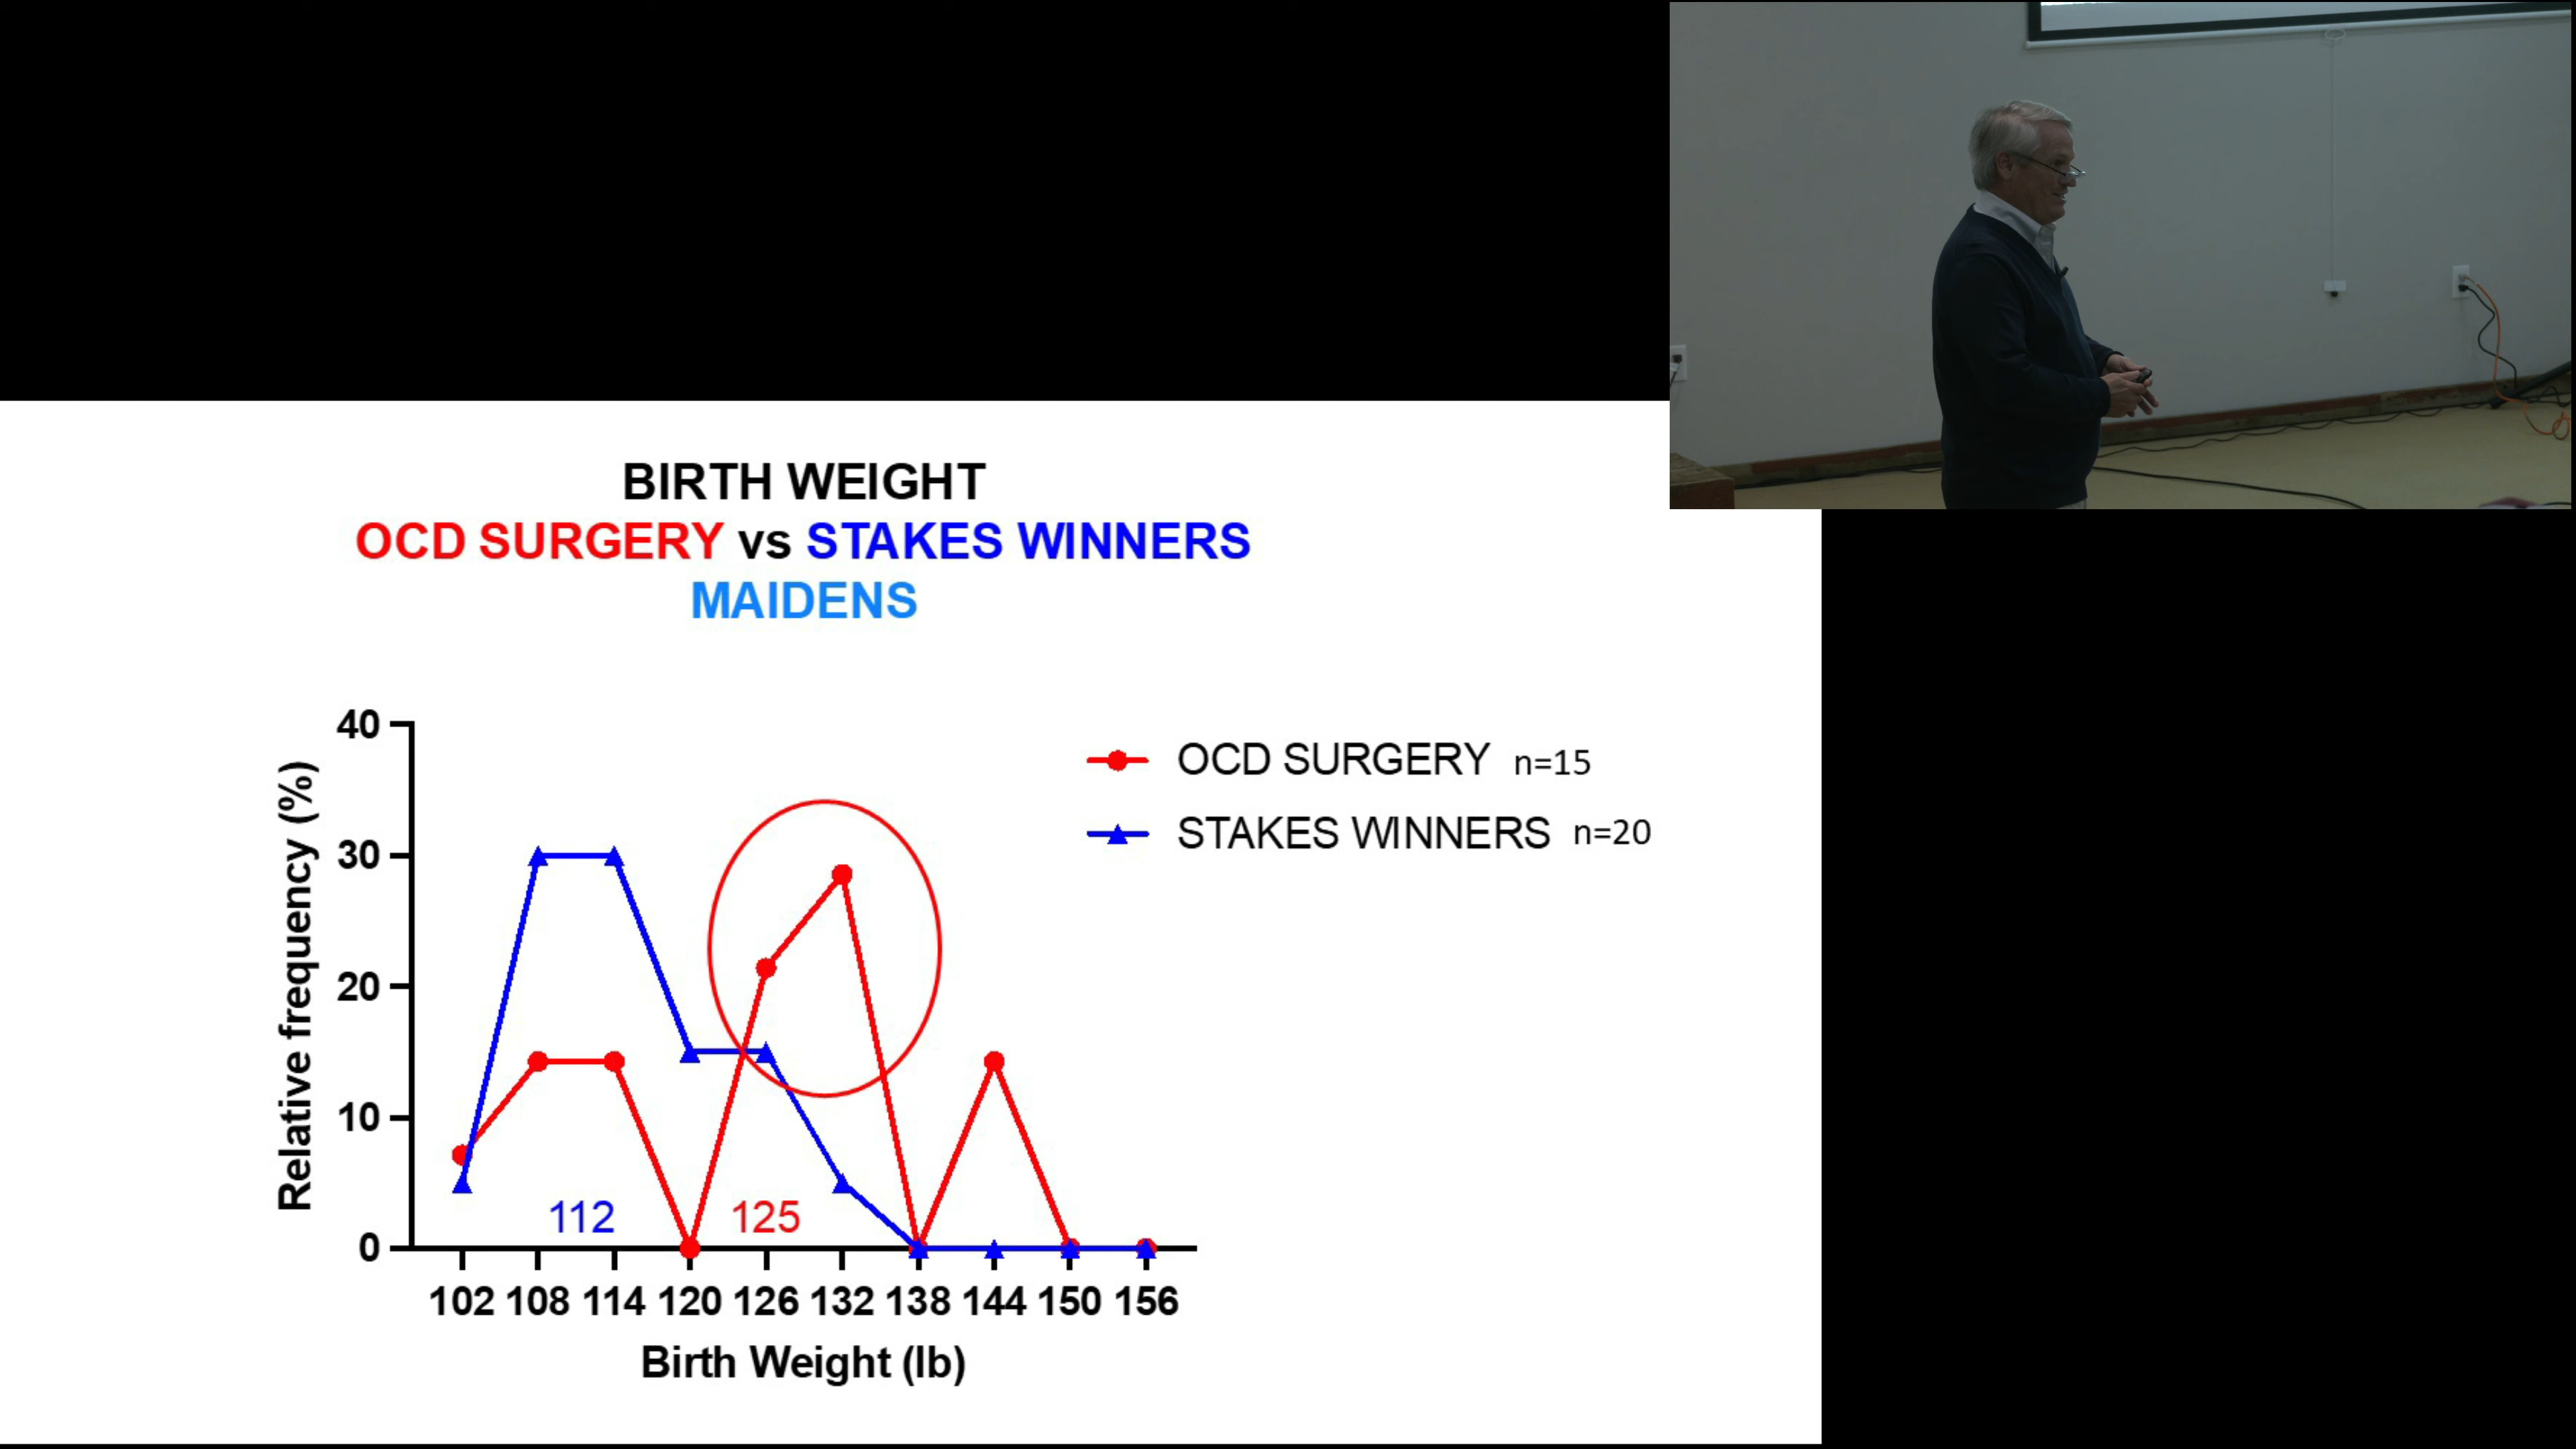 BIRTH WEIGHT
OCD SURGERY vs STAKES WINNERS
MAIDENS
40
30
20
10
0
Relative frequency (%)
OCD SURGERY n=15
STAKES WINNERS n=20
112
125
102 108 114 120 126 132 138 144 150 156
Birth Weight (lb)